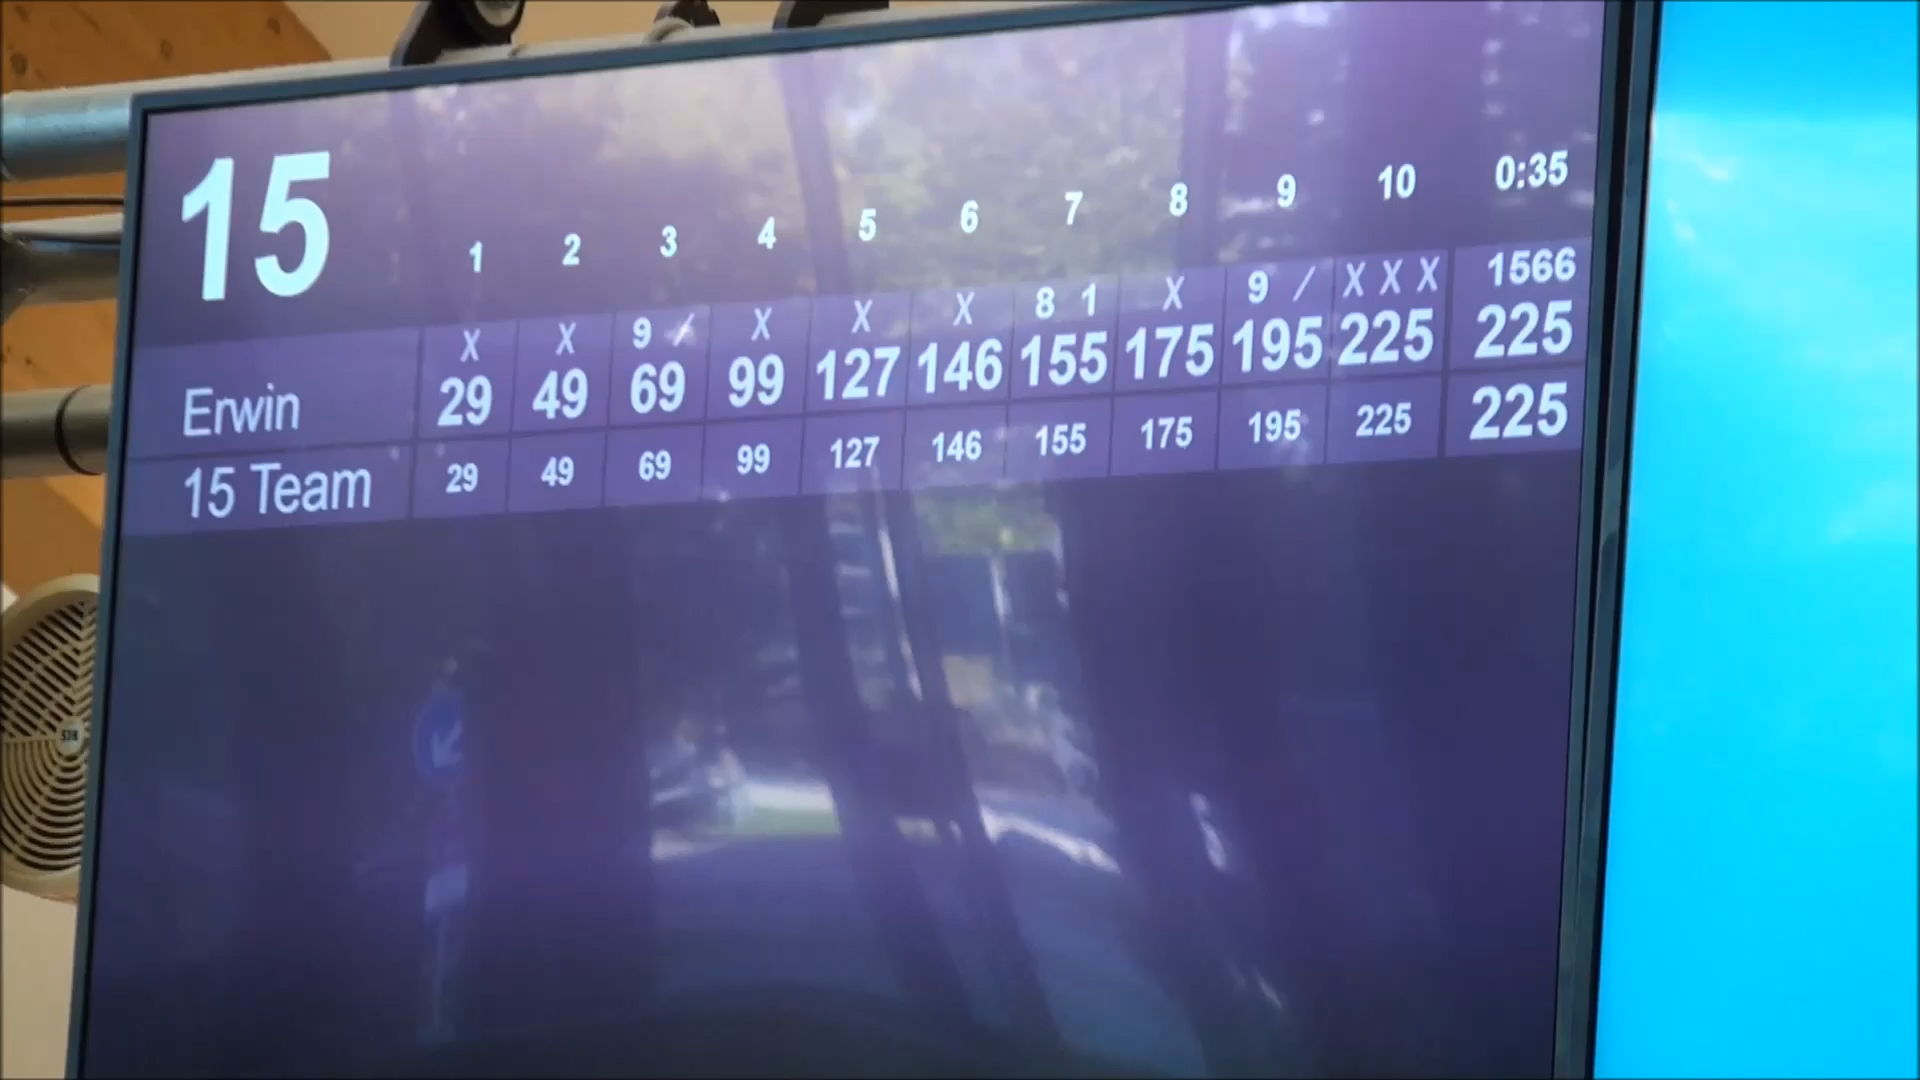 15
1 2 3 4 5 6 7 8 9 10 0:35
X X 9 / X X X 8 1 X 9 / X X X 1566
Erwin 29 49 69 99 127 146 155 175 195 225 225
15 Team 29 49 69 99 127 146 155 175 195 225 225